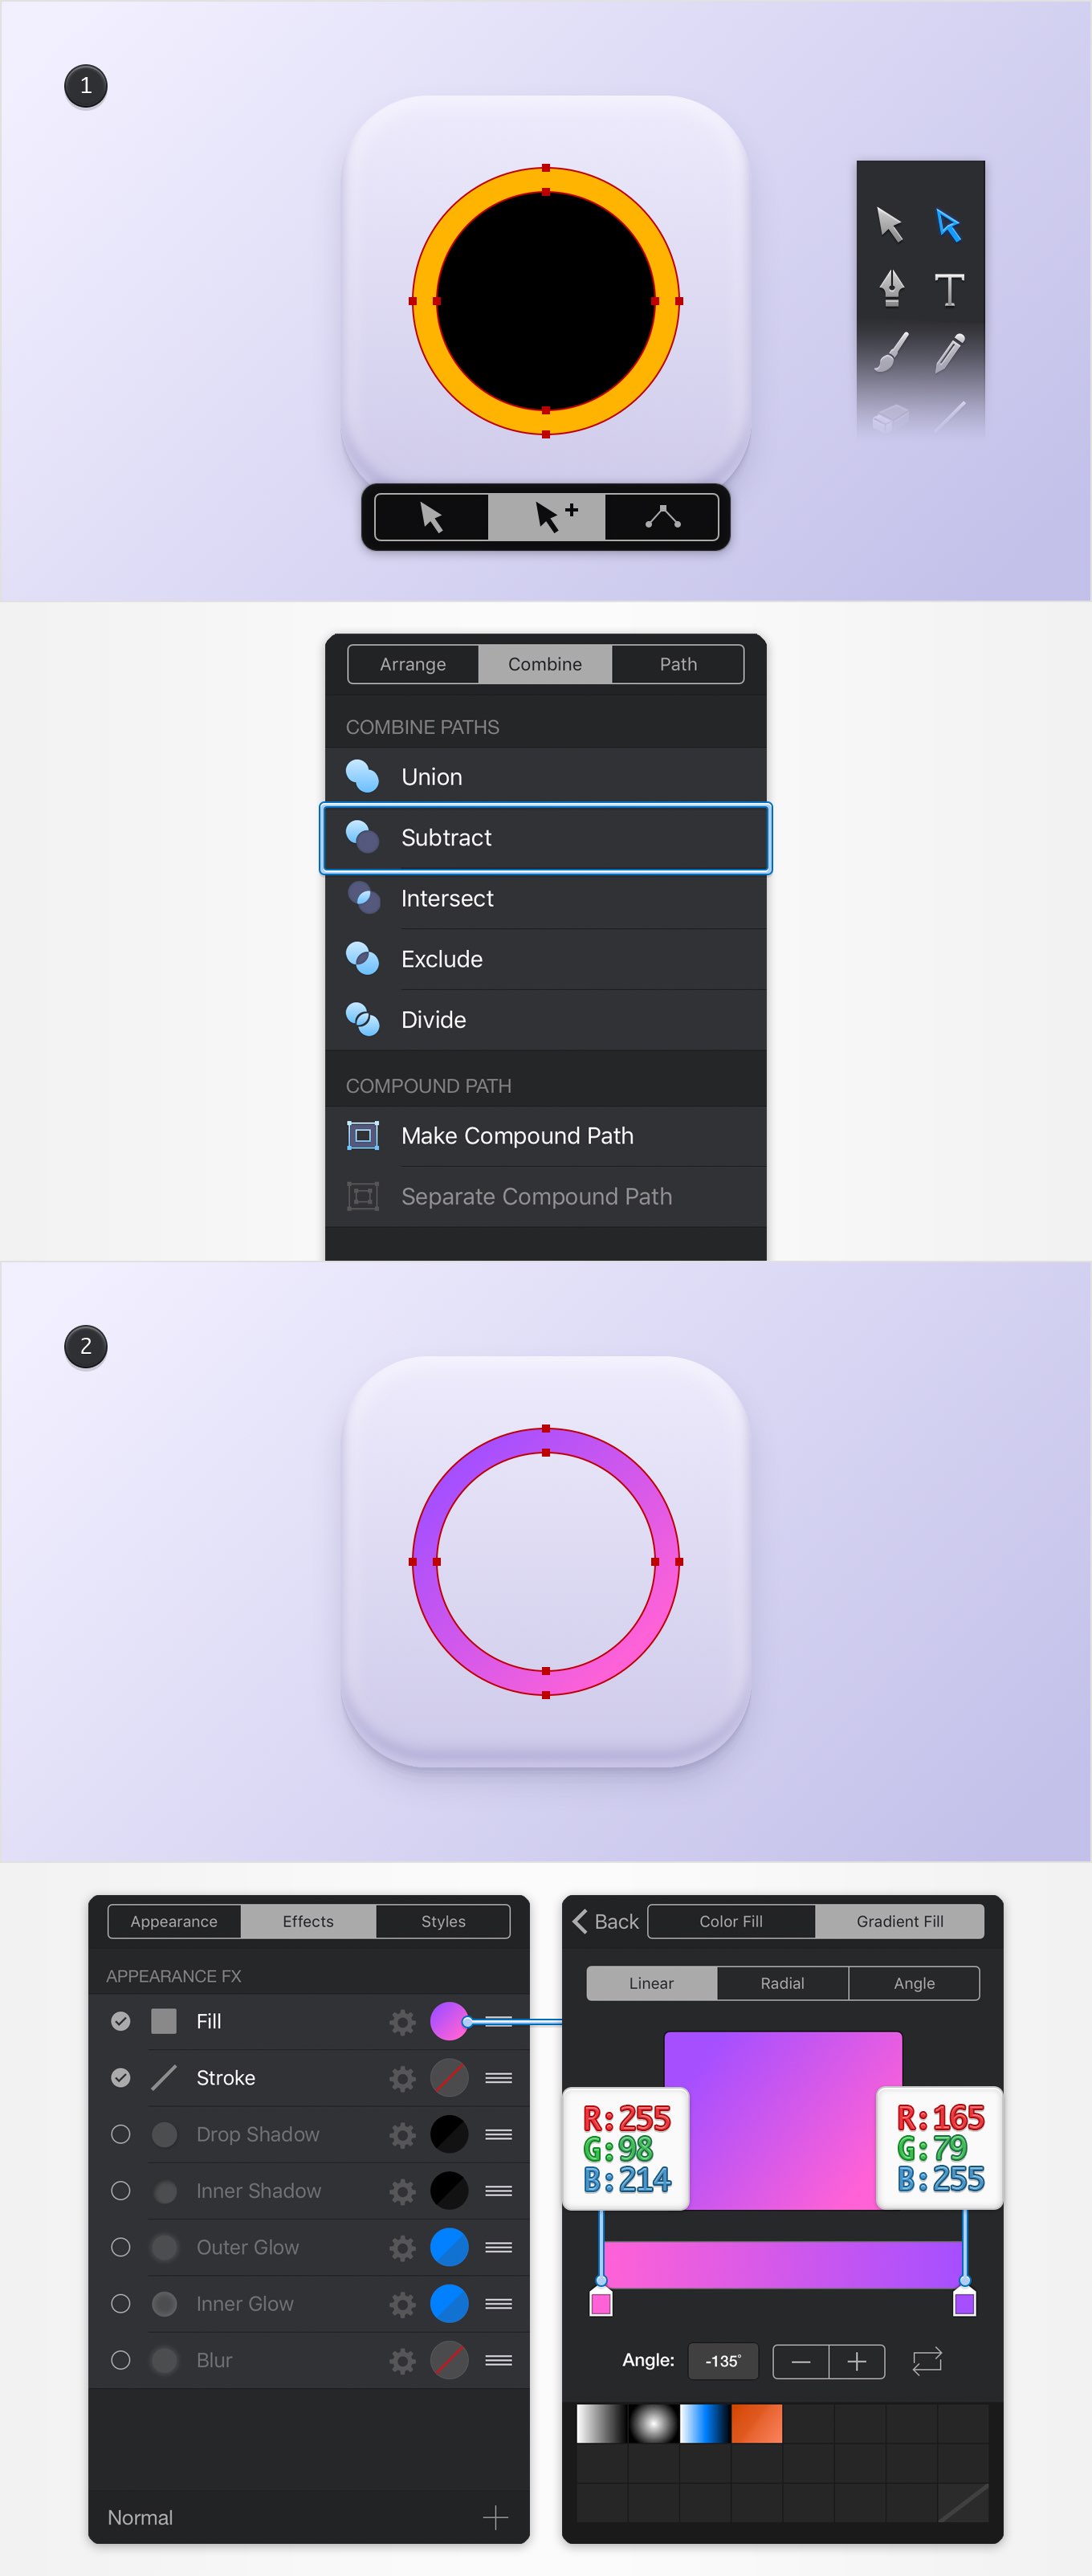 1
Arrange Combine Path
COMBINE PATHS
Union
Subtract
Intersect
Exclude
Divide
COMPOUND PATH
Make Compound Path
Separate Compound Path
2
Appearance Effects Styles
APPEARANCE FX
Fill
Stroke
Drop Shadow
Inner Shadow
Outer Glow
Inner Glow
Blur
Normal
Back Color Fill Gradient Fill
Linear Radial Angle
R:255
G:98
B:214
R:165
G:79
B:255
Angle: -135°